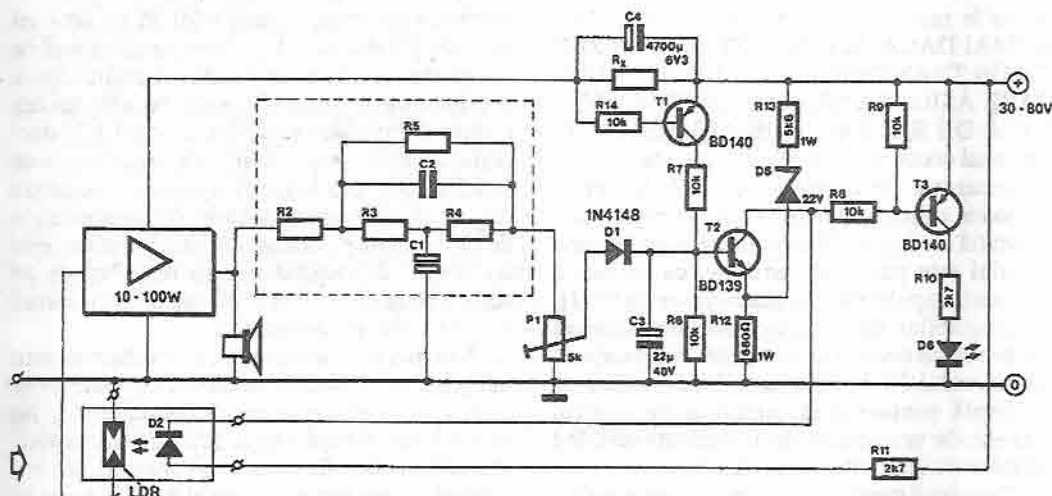 C4
4700µ
6V3
Rx
R14
10k
T1
BD140
R7
10k
R13
5k6
1W
D5
22V
R9
10k
30 - 80V
T3
BD140
R8
10k
R5
C2
R2
R3
R4
C1
1N4148
D1
T2
BD139
10 - 100W
P1
5k
C3
22µ
40V
R6
10k
R12
680Ω
1W
R10
2k7
D6
0
D2
LDR
R11
2k7